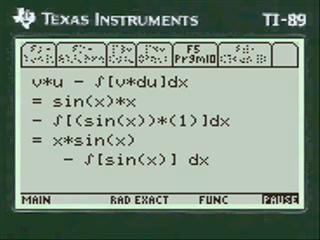 TEXAS INSTRUMENTS TI-89
F5
PrgmIO
v*u - ∫[v*du]dx
= sin(x)*x
- ∫[(sin(x))*(1)]dx
= x*sin(x)
- ∫[sin(x)] dx
MAIN RAD EXACT FUNC PAUSE